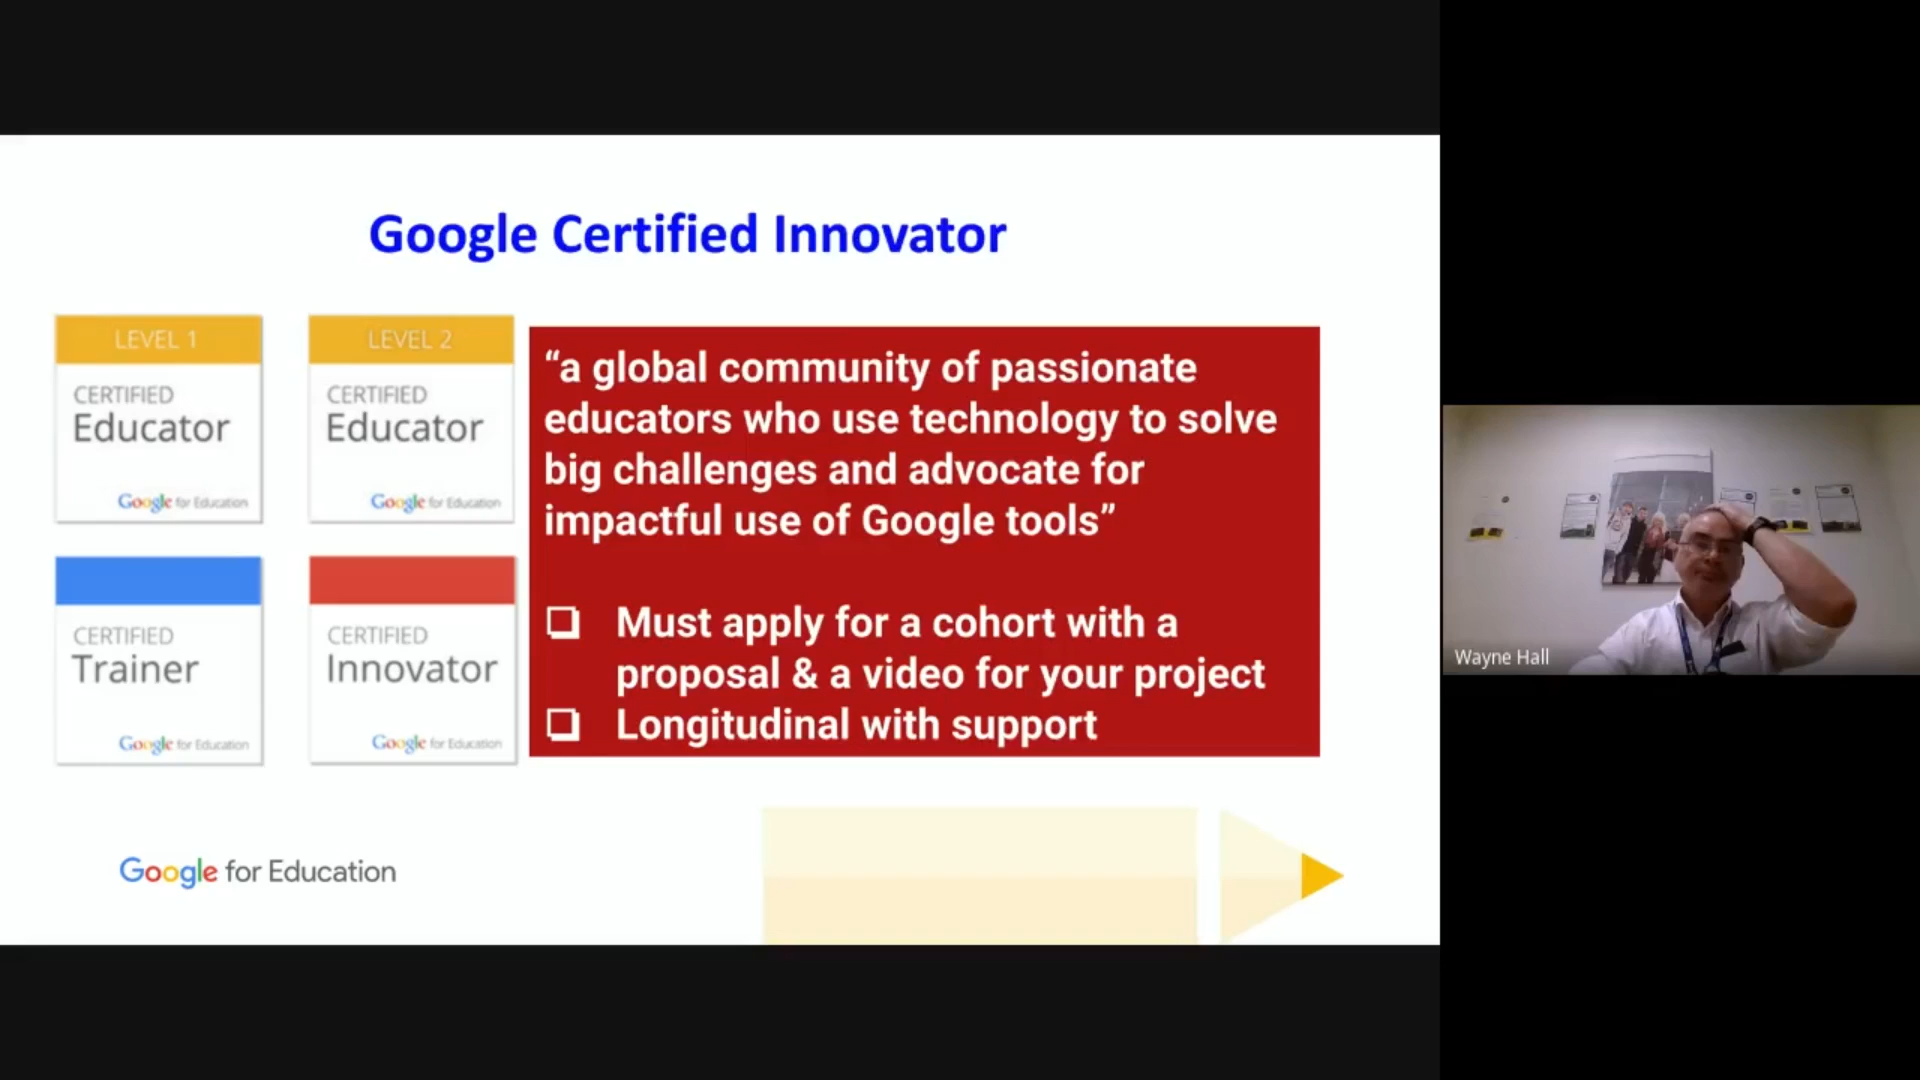 Google Certified Innovator
LEVEL 1
CERTIFIED
Educator
Google for Education
LEVEL 2
CERTIFIED
Educator
Google for Education
CERTIFIED
Trainer
Google for Education
CERTIFIED
Innovator
Google for Education
“a global community of passionate
educators who use technology to solve
big challenges and advocate for
impactful use of Google tools”
❏ Must apply for a cohort with a
proposal & a video for your project
❏ Longitudinal with support
Google for Education
Wayne Hall